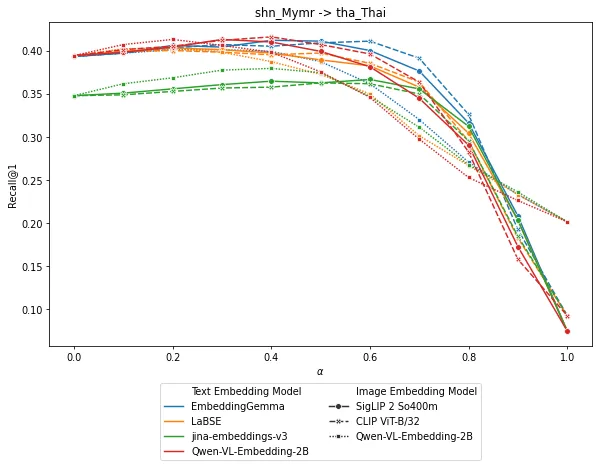 shn_Mymr -> tha_Thai
Recall@1
0.40
0.35
0.30
0.25
0.20
0.15
0.10
0.0 0.2 0.4 0.6 0.8 1.0
α
Text Embedding Model Image Embedding Model
EmbeddingGemma SigLIP 2 So400m
LaBSE CLIP ViT-B/32
jina-embeddings-v3 Qwen-VL-Embedding-2B
Qwen-VL-Embedding-2B